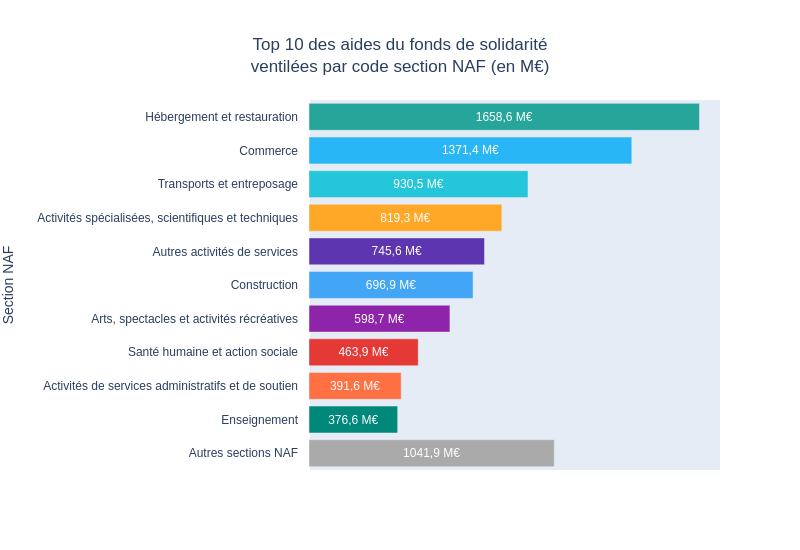 Top 10 des aides du fonds de solidarité
ventilées par code section NAF (en M€)
Section NAF
Hébergement et restauration 1658,6 M€
Commerce 1371,4 M€
Transports et entreposage 930,5 M€
Activités spécialisées, scientifiques et techniques 819,3 M€
Autres activités de services 745,6 M€
Construction 696,9 M€
Arts, spectacles et activités récréatives 598,7 M€
Santé humaine et action sociale 463,9 M€
Activités de services administratifs et de soutien 391,6 M€
Enseignement 376,6 M€
Autres sections NAF 1041,9 M€